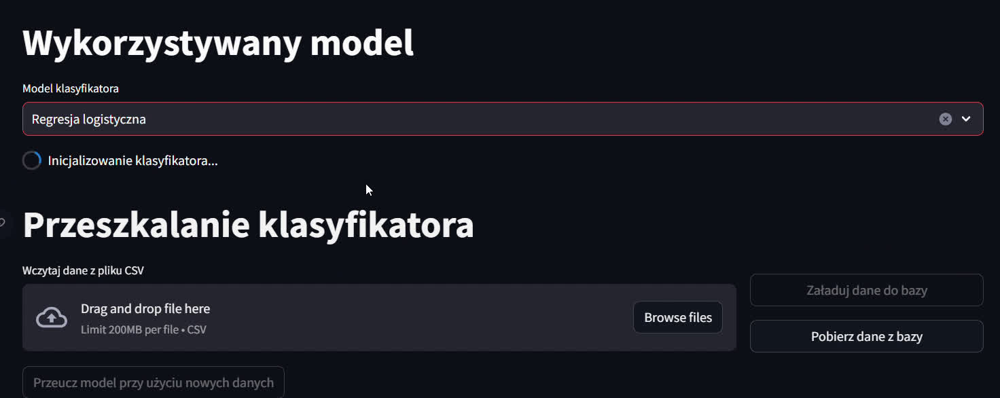 Wykorzystywany model
Model klasyfikatora
Regresja logistyczna
Inicjalizowanie klasyfikatora...
Przeszkalanie klasyfikatora
Wczytaj dane z pliku CSV
Drag and drop file here
Limit 200MB per file • CSV
Browse files
Załaduj dane do bazy
Pobierz dane z bazy
Przeucz model przy użyciu nowych danych